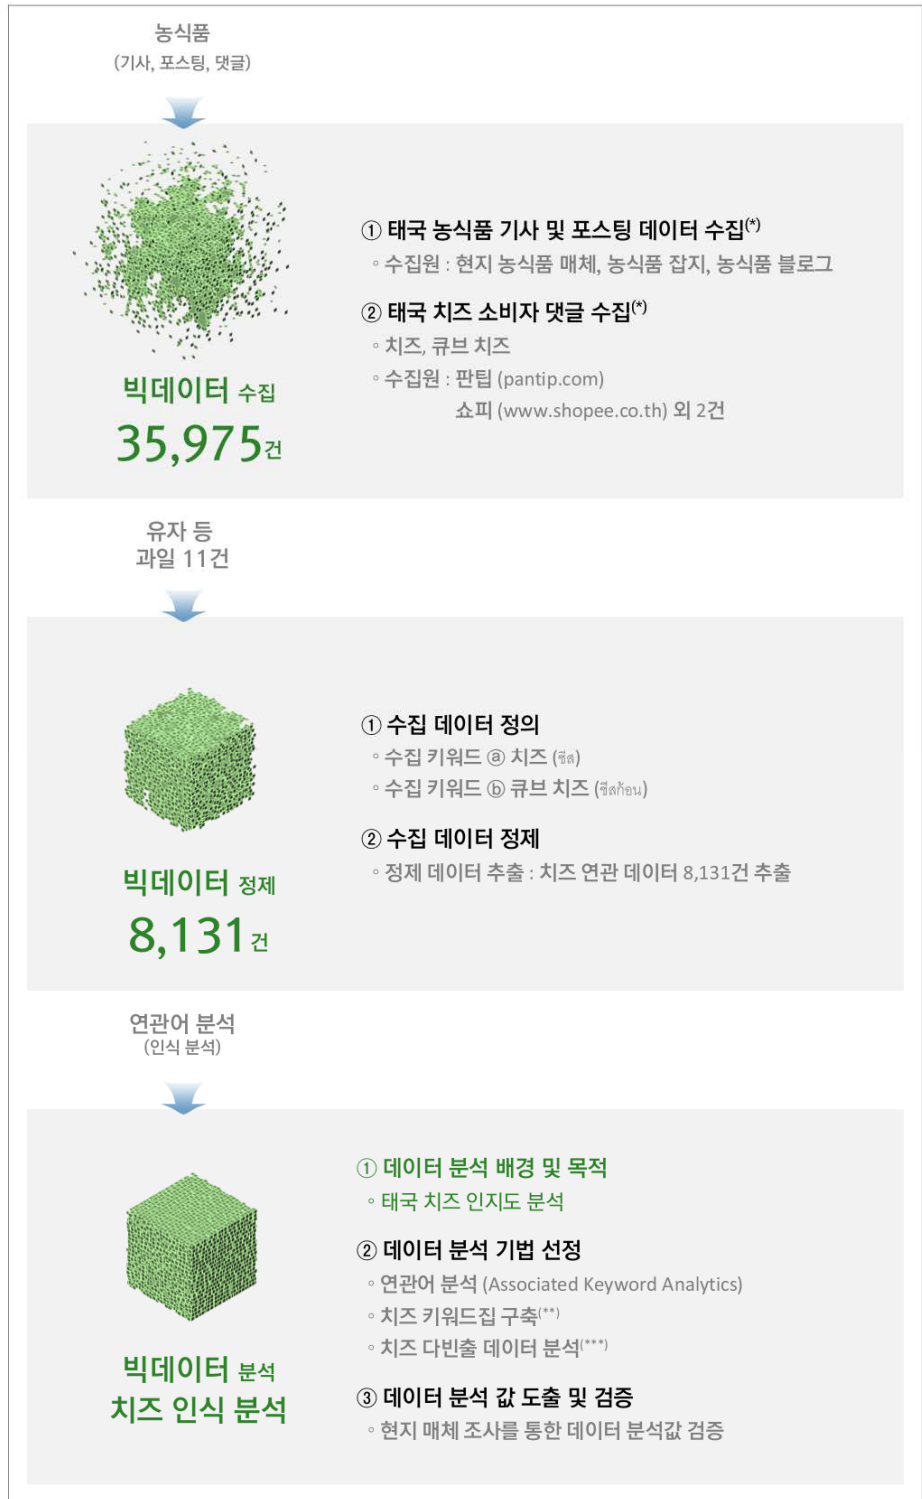 농식품
(기사, 포스팅, 댓글)
① 태국 농식품 기사 및 포스팅 데이터 수집(*)
◦ 수집원 : 현지 농식품 매체, 농식품 잡지, 농식품 블로그
② 태국 치즈 소비자 댓글 수집(*)
◦ 치즈, 큐브 치즈
◦ 수집원 : 판팁 (pantip.com)
쇼피 (www.shopee.co.th) 외 2건
빅데이터 수집
35,975건
유자 등
과일 11건
① 수집 데이터 정의
◦ 수집 키워드 ⓐ 치즈 (ชีส)
◦ 수집 키워드 ⓑ 큐브 치즈 (ชีสก้อน)
② 수집 데이터 정제
◦ 정제 데이터 추출 : 치즈 연관 데이터 8,131건 추출
빅데이터 정제
8,131건
연관어 분석
(인식 분석)
① 데이터 분석 배경 및 목적
◦ 태국 치즈 인지도 분석
② 데이터 분석 기법 선정
◦ 연관어 분석 (Associated Keyword Analytics)
◦ 치즈 키워드집 구축(**)
◦ 치즈 다빈출 데이터 분석(***)
③ 데이터 분석 값 도출 및 검증
◦ 현지 매체 조사를 통한 데이터 분석값 검증
빅데이터 분석
치즈 인식 분석